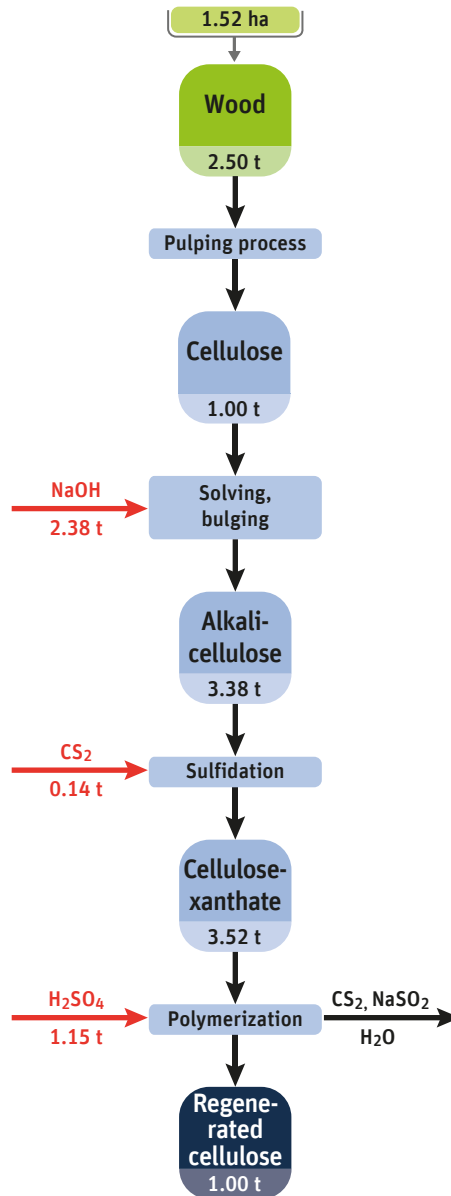 1.52 ha
Wood
2.50 t
Pulping process
Cellulose
1.00 t
NaOH
2.38 t
Solving,
bulging
Alkali-
cellulose
3.38 t
CS₂
0.14 t
Sulfidation
Cellulose-
xanthate
3.52 t
H₂SO₄
1.15 t
Polymerization
CS₂, NaSO₂
H₂O
Regene-
rated
cellulose
1.00 t